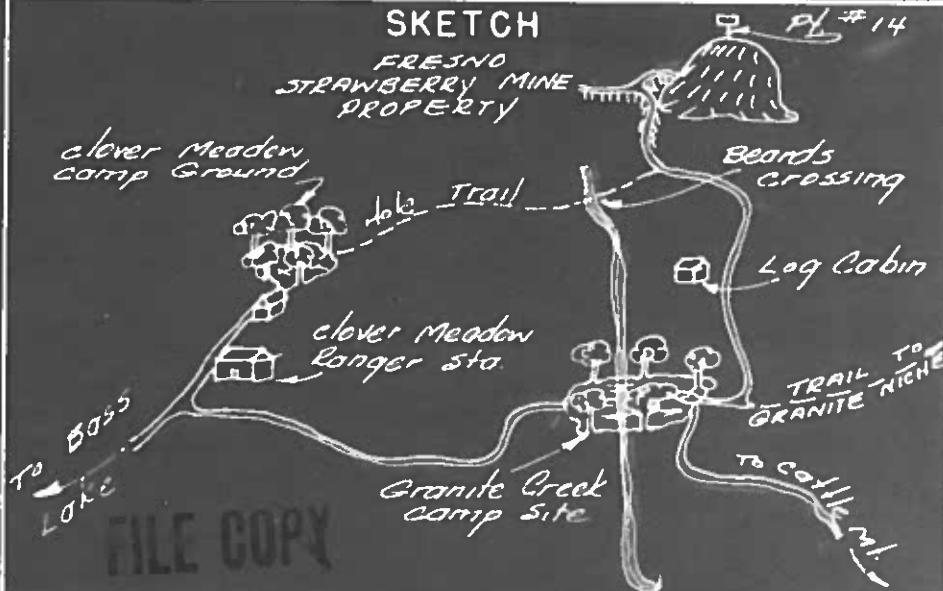 SKETCH
PL #14
FRESNO
STRAWBERRY MINE
PROPERTY
clover Meadow
camp Ground
Beards
crossing
Trail
Log Cabin
clover Meadow
Ranger Sta.
TRAIL TO
GRANITE NICHE
TO BASS
LAKE
Granite Creek
camp Site
To Cattle Mt.
FILE COPY